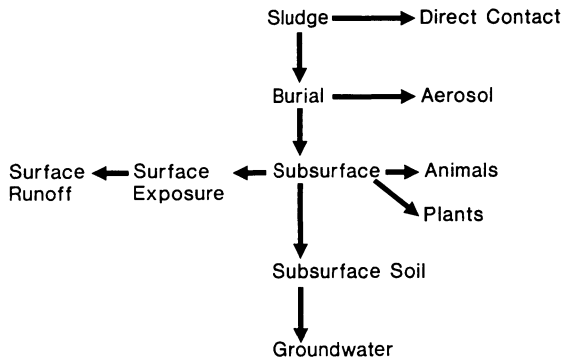 Sludge Direct Contact
Burial Aerosol
Surface Surface Subsurface Animals
Runoff Exposure
Plants
Subsurface Soil
Groundwater